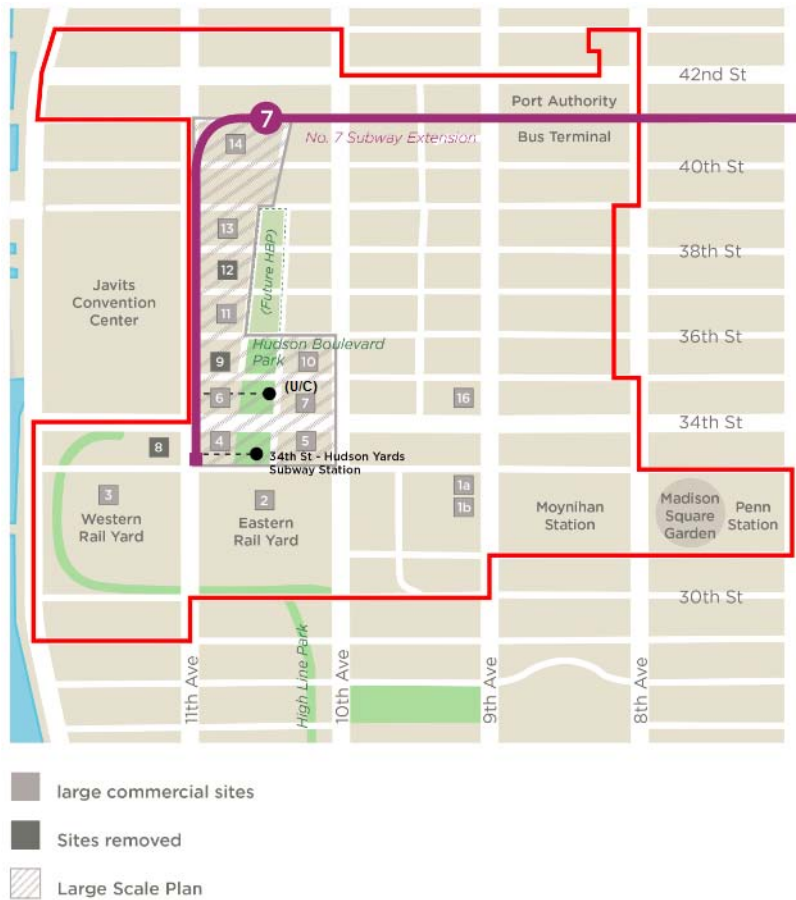 42nd St
Port Authority
7
No. 7 Subway Extension
Bus Terminal
14
40th St
13
(Future HBP)
38th St
12
Javits
Convention
Center
11
36th St
Hudson Boulevard
Park
9
10
(U/C)
6
7
16
34th St
8
4
5
34th St - Hudson Yards
Subway Station
3
2
1a
1b
Western
Rail Yard
Eastern
Rail Yard
Moynihan
Station
Madison
Square
Garden
Penn
Station
30th St
11th Ave
High Line Park
10th Ave
9th Ave
8th Ave
large commercial sites
Sites removed
Large Scale Plan